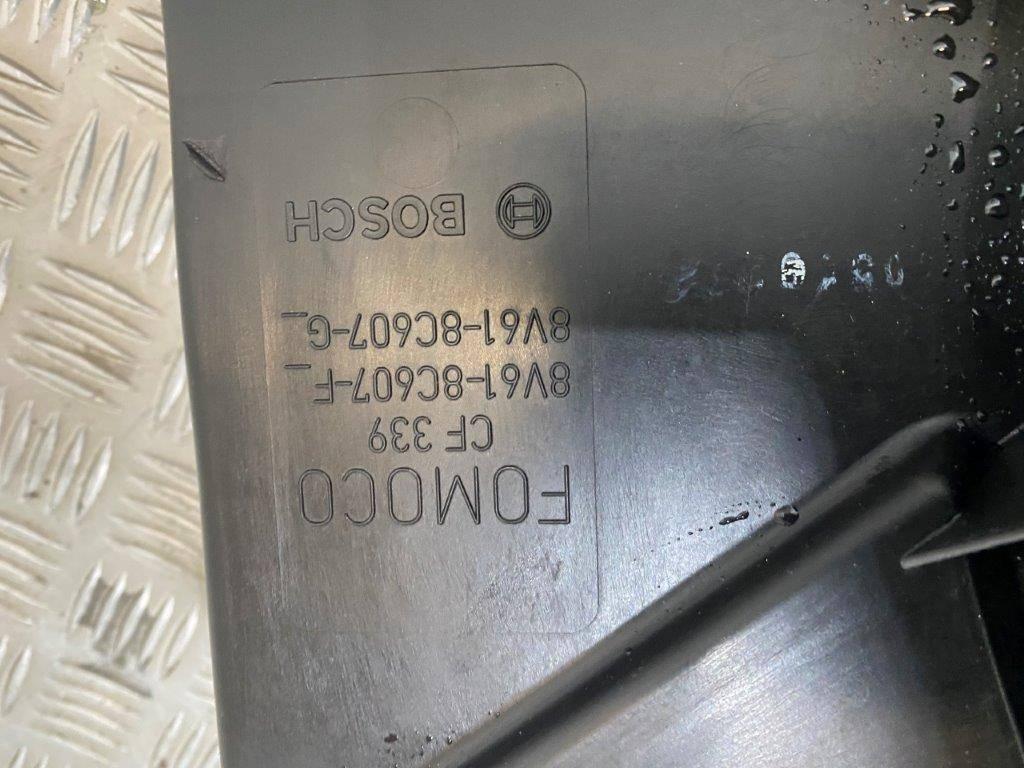 FOMOCO
CF 339
8V61-8C607-F_
8V61-8C607-G_
BOSCH